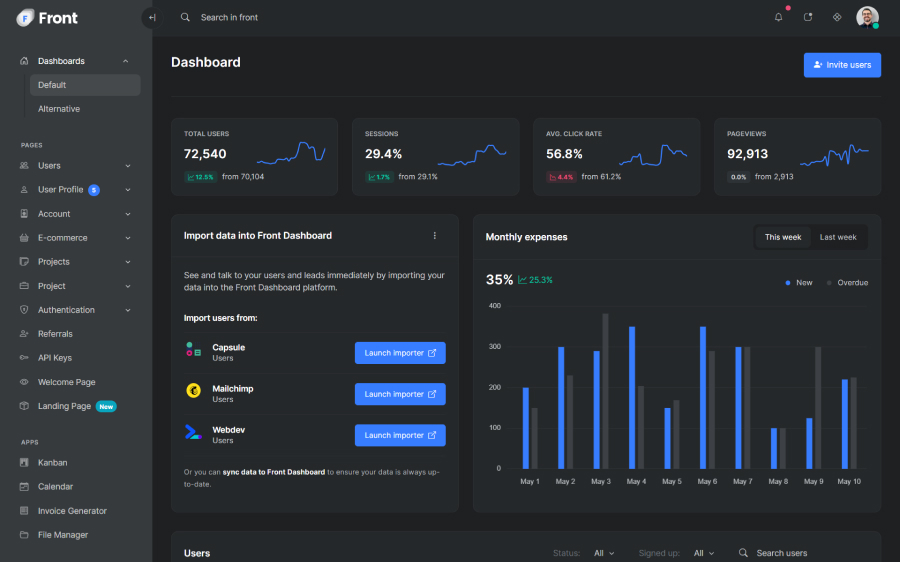 Front
Search in front
Dashboards
Default
Alternative
PAGES
Users
User Profile 5
Account
E-commerce
Projects
Project
Authentication
Referrals
API Keys
Welcome Page
Landing Page New
APPS
Kanban
Calendar
Invoice Generator
File Manager
Dashboard
Invite users
TOTAL USERS
72,540
12.5% from 70,104
SESSIONS
29.4%
1.7% from 29.1%
AVG. CLICK RATE
56.8%
4.4% from 61.2%
PAGEVIEWS
92,913
0.0% from 2,913
Import data into Front Dashboard
See and talk to your users and leads immediately by importing your
data into the Front Dashboard platform.
Import users from:
Capsule
Users
Launch importer
Mailchimp
Users
Launch importer
Webdev
Users
Launch importer
Or you can sync data to Front Dashboard to ensure your data is always up-
to-date.
Monthly expenses
This week Last week
35% 25.3%
New Overdue
400
300
200
100
0
May 1 May 2 May 3 May 4 May 5 May 6 May 7 May 8 May 9 May 10
Users
Status: All Signed up: All Search users